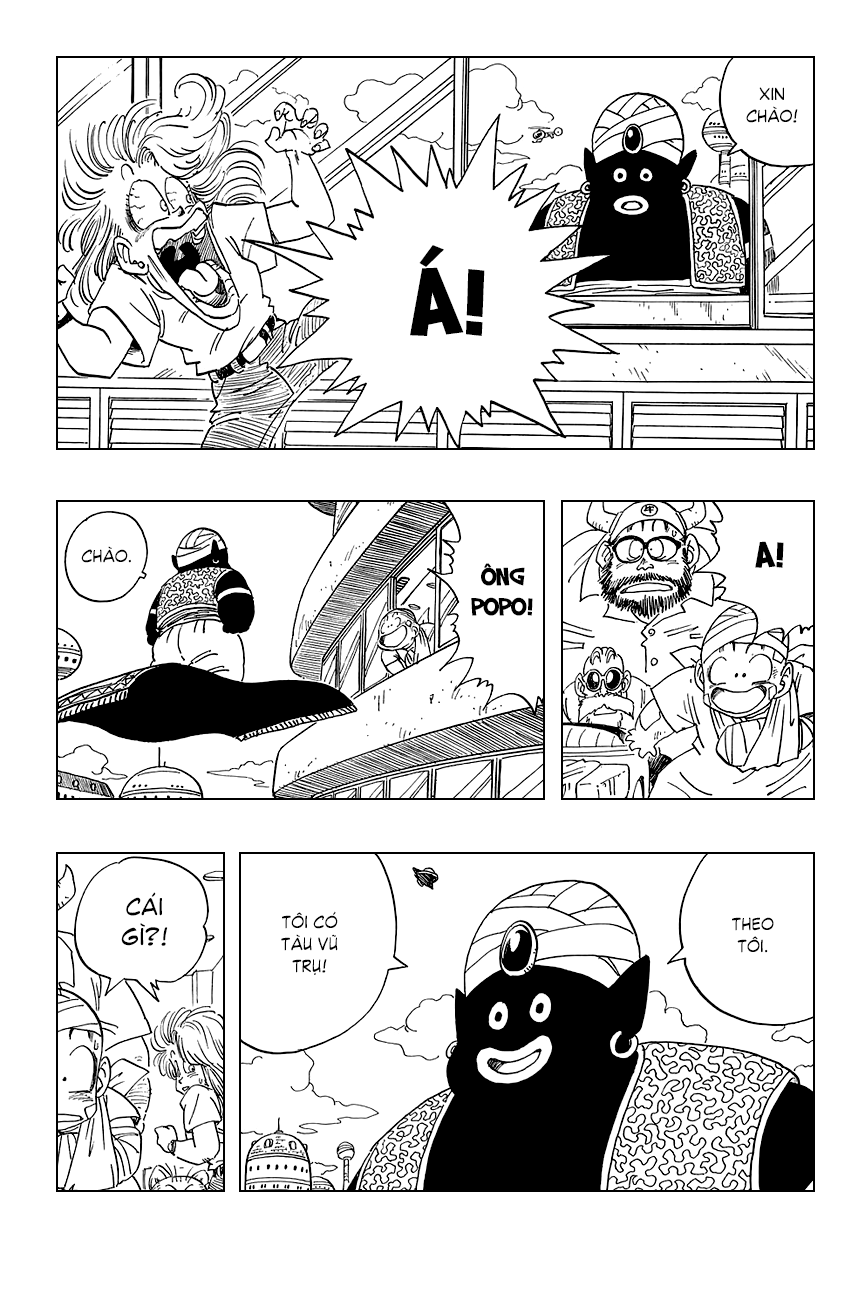 XIN
CHÀO!
Á!
A!
ÔNG
POPO!
CHÀO.
THEO
TÔI.
TÔI CÓ
TÀU VŨ
TRỤ!
CÁI
GÌ?!